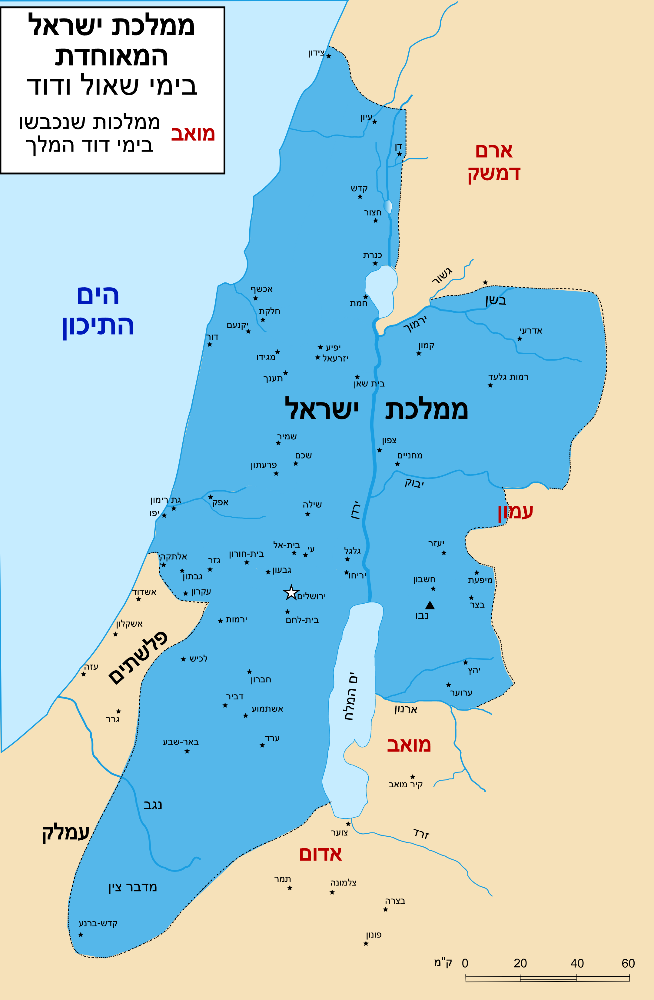 ממלכת ישראל
המאוחדת
בימי שאול ודוד
מואב
ממלכות שנכבשו
בימי דוד המלך
צידון
עיון
דן
ארם
דמשק
קדש
חצור
כנרת
גשור
הים
התיכון
אכשף
חמת
בשן
חלקת
יקנעם
ירמוך
אדרעי
דור
קמון
יפיע
מגידו
יזרעאל
תענך
בית שאן
רמות גלעד
ממלכת ישראל
שמיר
צפון
שכם
מחניים
פרעתון
יבוק
גת רימון
אפק
שילה
ירדן
עמון
יפו
בית-אל
עי
יעזר
גלגל
בית-חורון
אלתקה
גזר
גבעון
יריחו
גבתון
חשבון
מיפעת
אשדוד
עקרון
ירושלים
בצר
נבו
ירמות
בית-לחם
אשקלון
פלשתים
לכיש
עזה
יהץ
חברון
ים המלח
ערוער
דביר
אשתמוע
ארנון
גרר
ערד
באר-שבע
מואב
קיר מואב
נגב
עמלק
צוער
זרד
אדום
תמר
צלמונה
מדבר צין
בצרה
קדש-ברנע
פונון
ק"מ 0 20 40 60